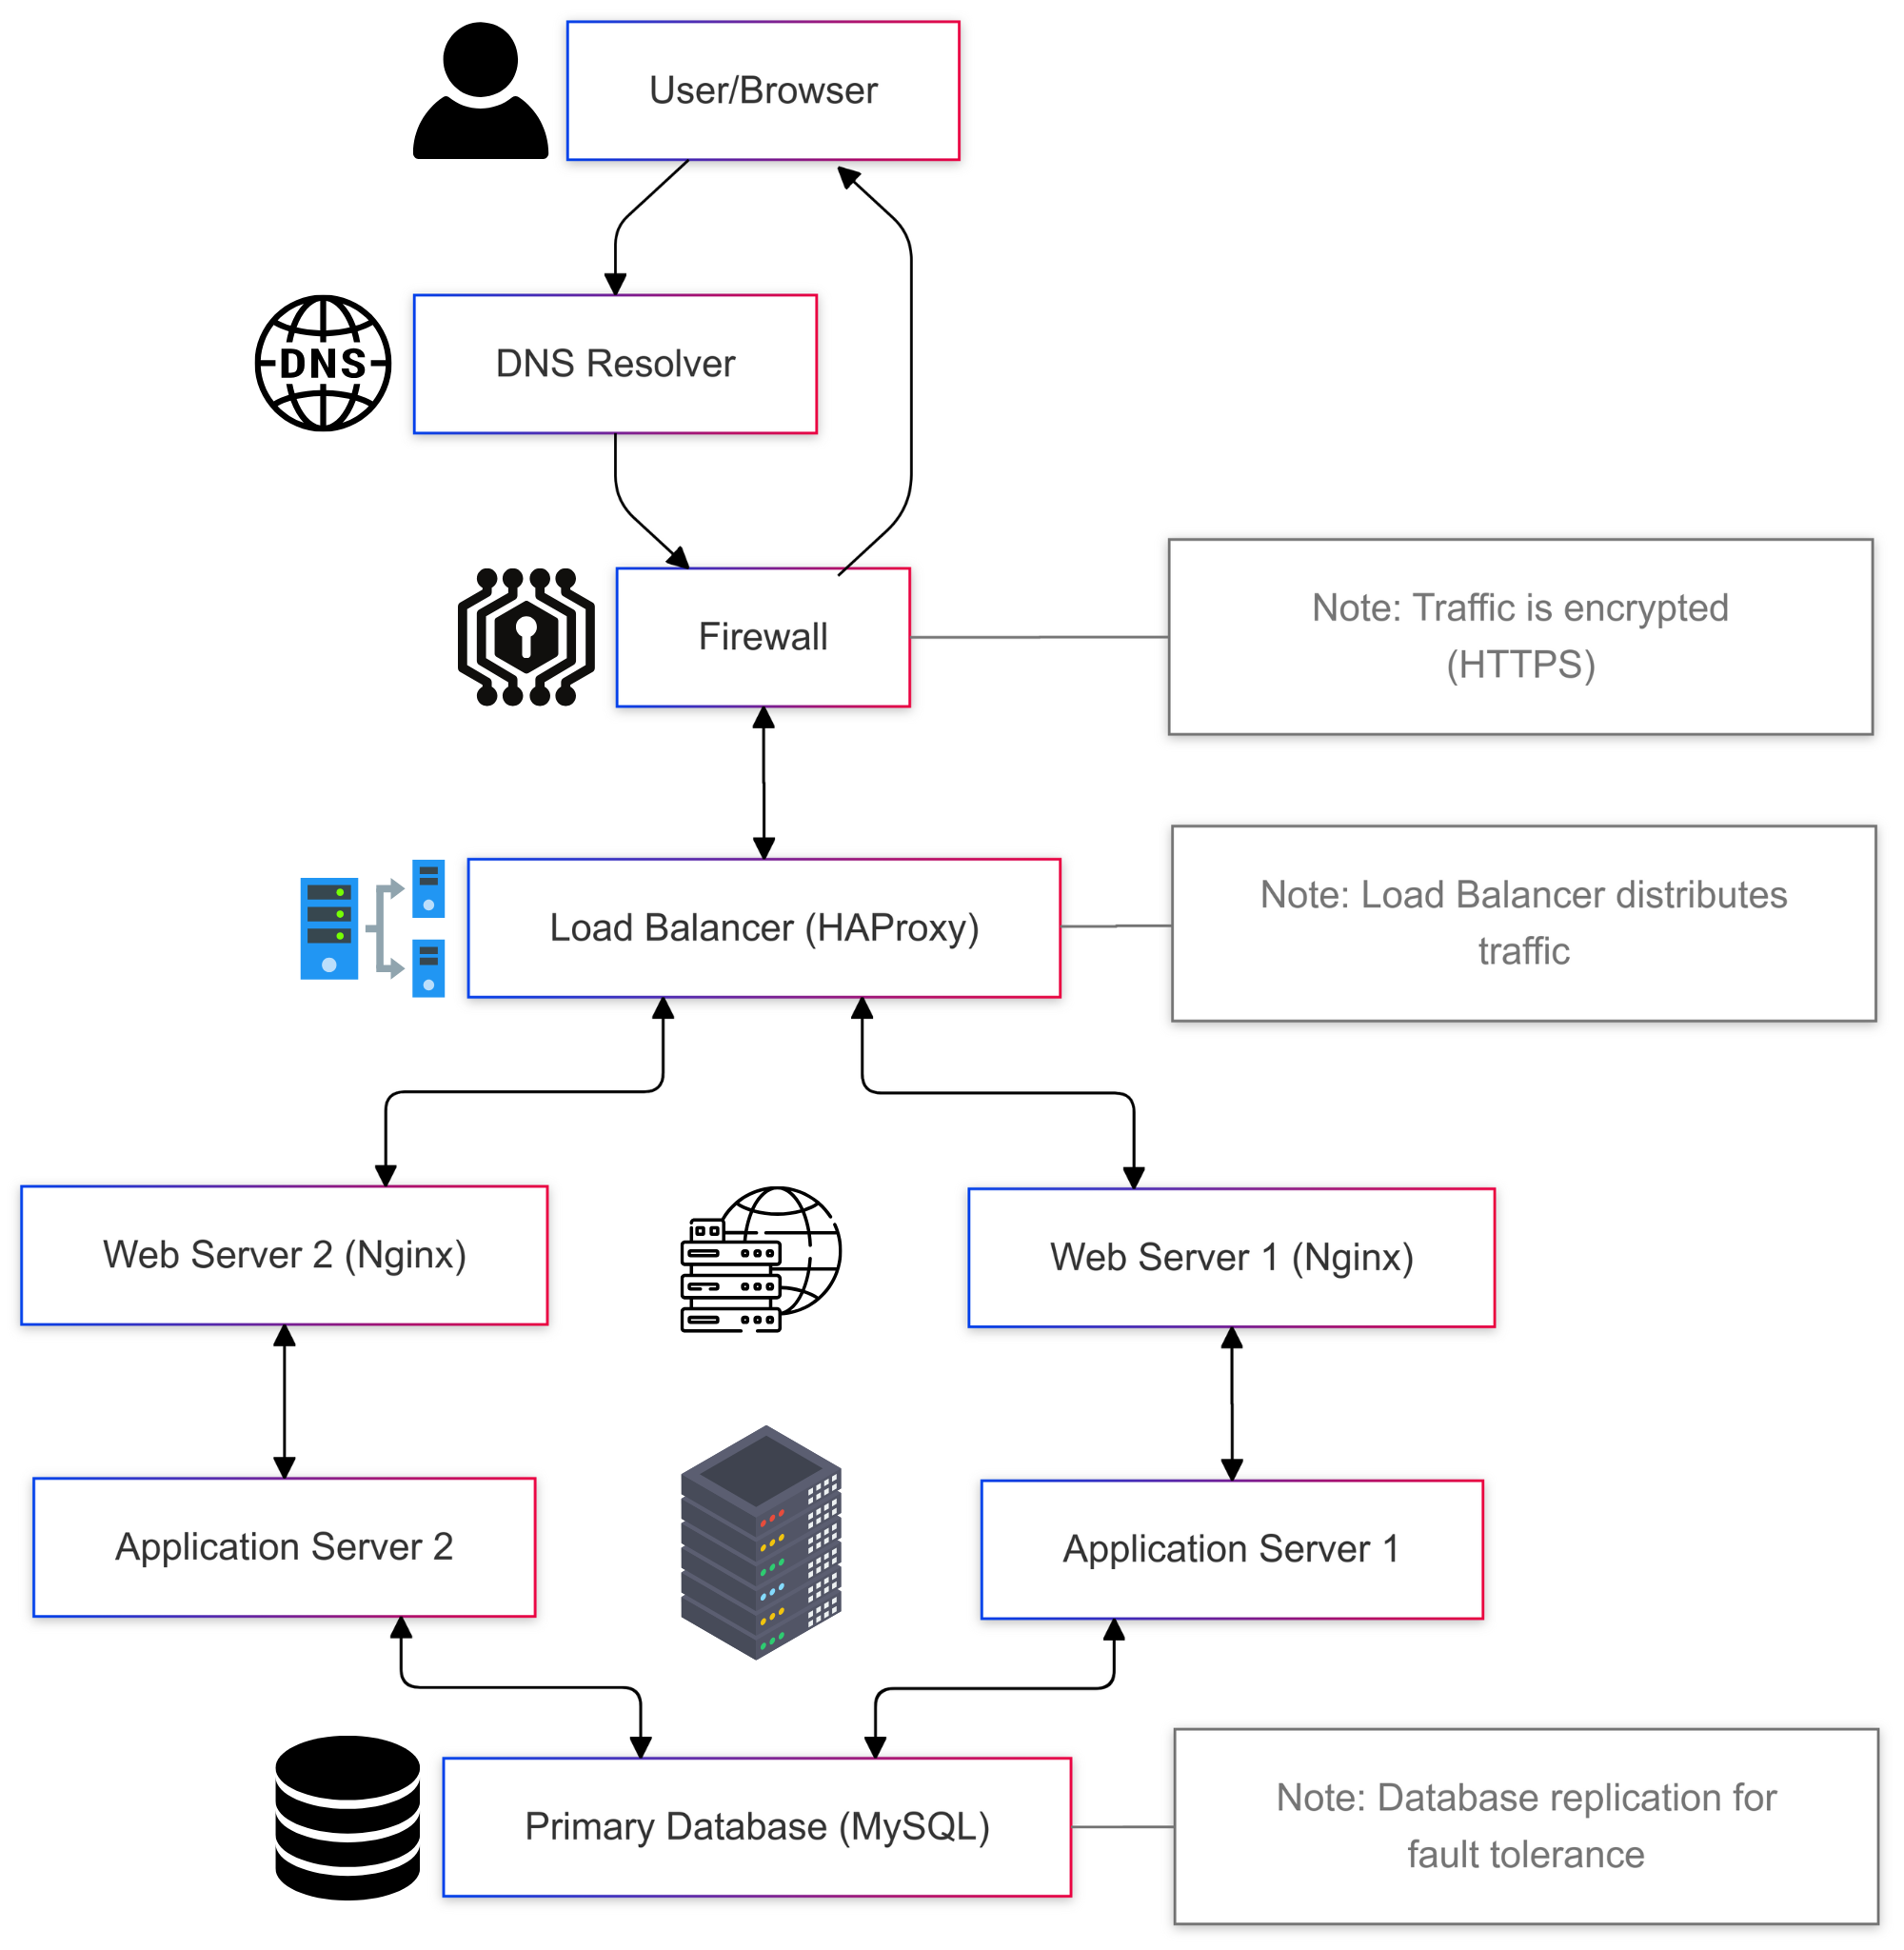 User/Browser
DNS
DNS Resolver
Firewall
Note: Traffic is encrypted
(HTTPS)
Load Balancer (HAProxy)
Note: Load Balancer distributes
traffic
Web Server 2 (Nginx)
Web Server 1 (Nginx)
Application Server 2
Application Server 1
Primary Database (MySQL)
Note: Database replication for
fault tolerance